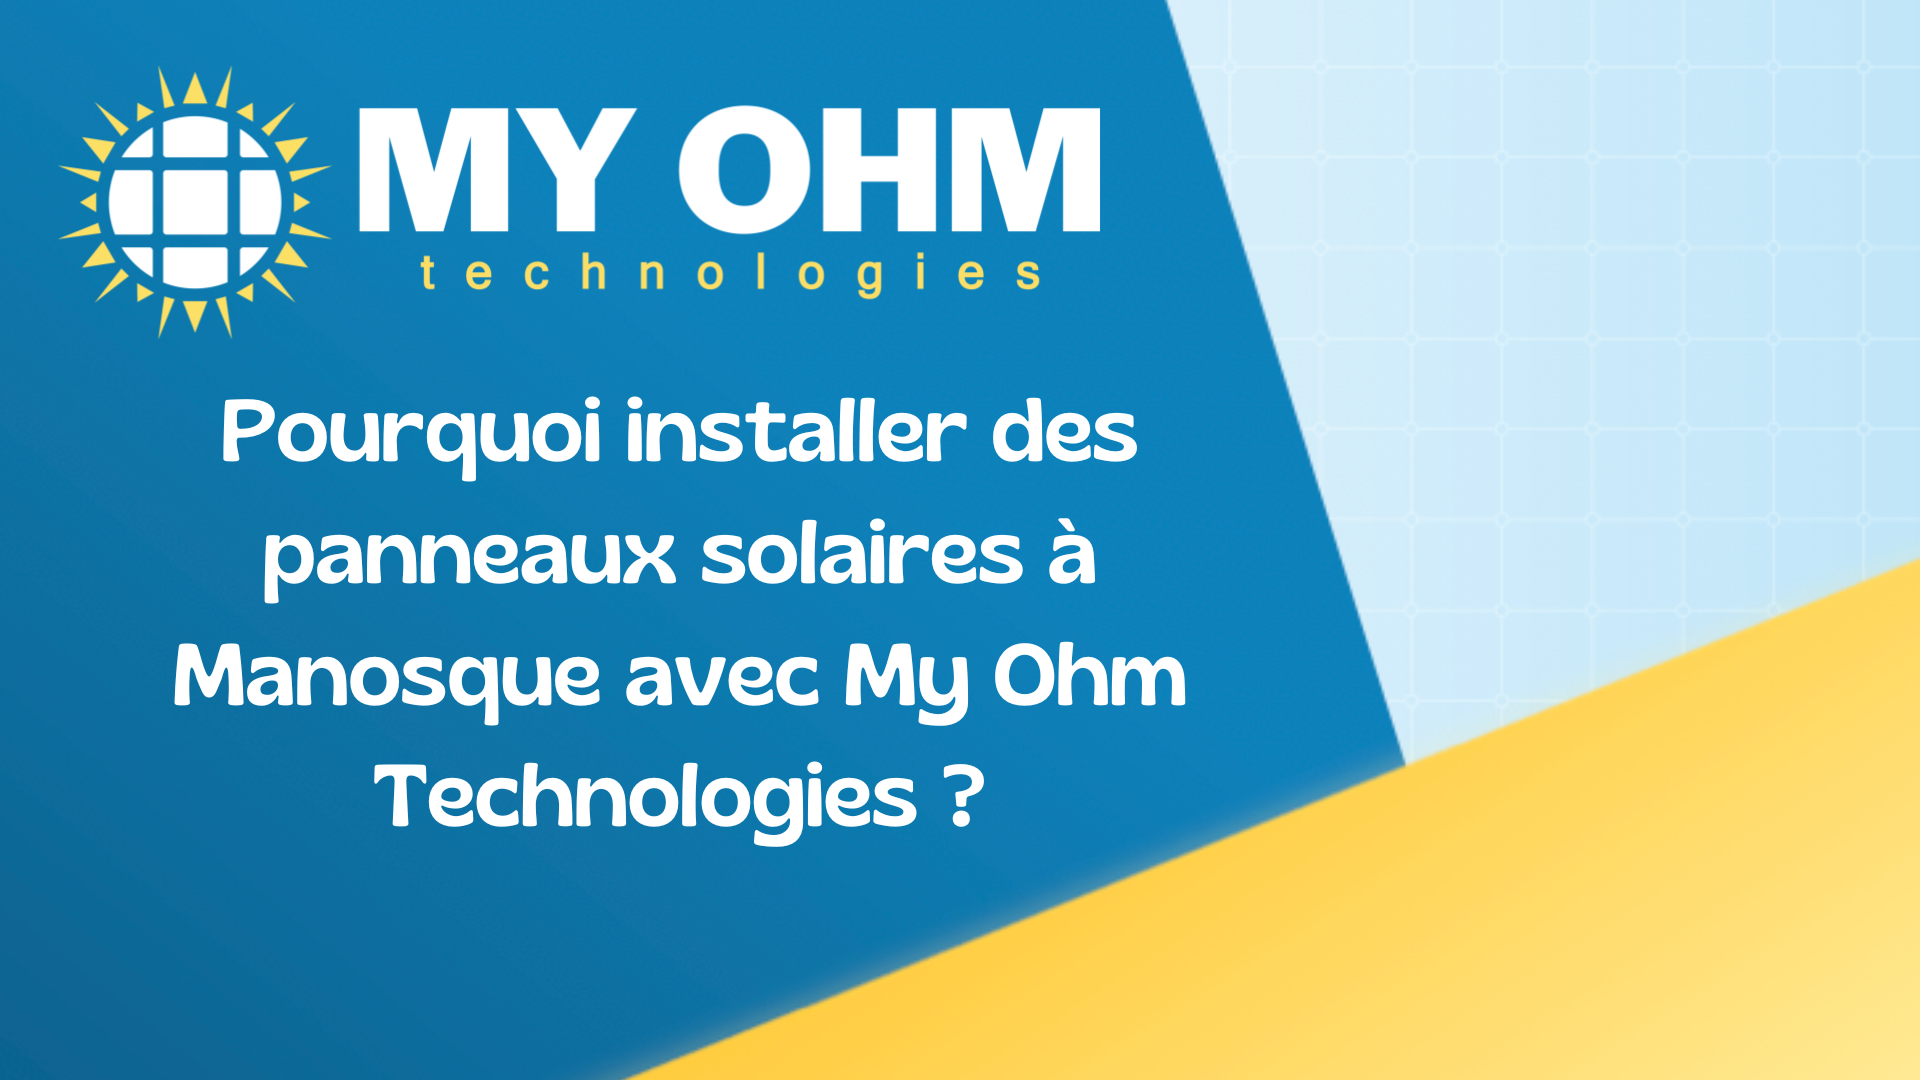 MY OHM
technologies
Pourquoi installer des
panneaux solaires à
Manosque avec My Ohm
Technologies ?